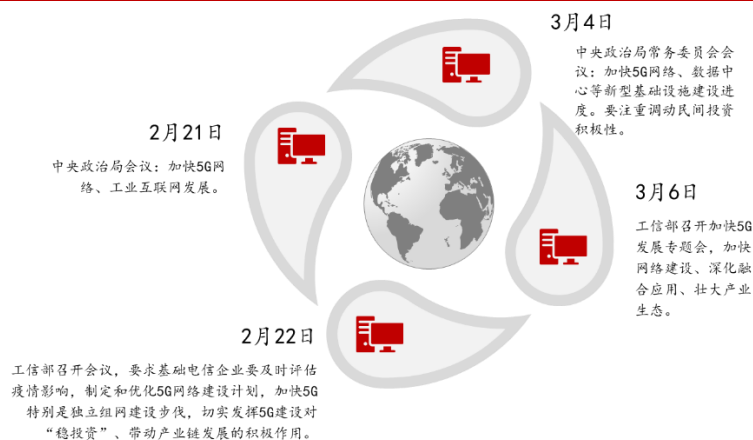 3月4日
中央政治局常务委员会会
议：加快5G网络、数据中
心等新型基础设施建设进
度。要注重调动民间投资
积极性。
2月21日
中央政治局会议：加快5G网
络、工业互联网发展。
3月6日
工信部召开加快5G
发展专题会，加快
网络建设、深化融
合应用、壮大产业
生态。
2月22日
工信部召开会议，要求基础电信企业要及时评估
疫情影响，制定和优化5G网络建设计划，加快5G
特别是独立组网建设步伐，切实发挥5G建设对
“稳投资”、带动产业链发展的积极作用。